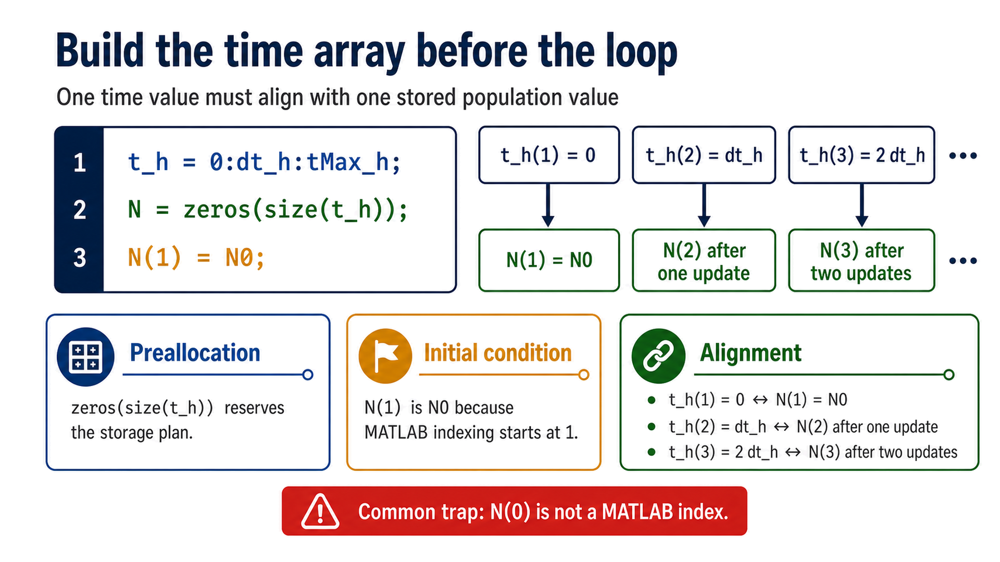 Build the time array before the loop
One time value must align with one stored population value
1 t_h = 0:dt_h:tMax_h;
2 N = zeros(size(t_h));
3 N(1) = N0;
t_h(1) = 0
t_h(2) = dt_h
t_h(3) = 2 dt_h
•••
N(1) = N0
N(2) after
one update
N(3) after
two updates
•••
Preallocation
zeros(size(t_h)) reserves
the storage plan.
Initial condition
N(1) is N0 because
MATLAB indexing starts at 1.
Alignment
• t_h(1) = 0 ↔ N(1) = N0
• t_h(2) = dt_h ↔ N(2) after one update
• t_h(3) = 2 dt_h ↔ N(3) after two updates
Common trap: N(0) is not a MATLAB index.